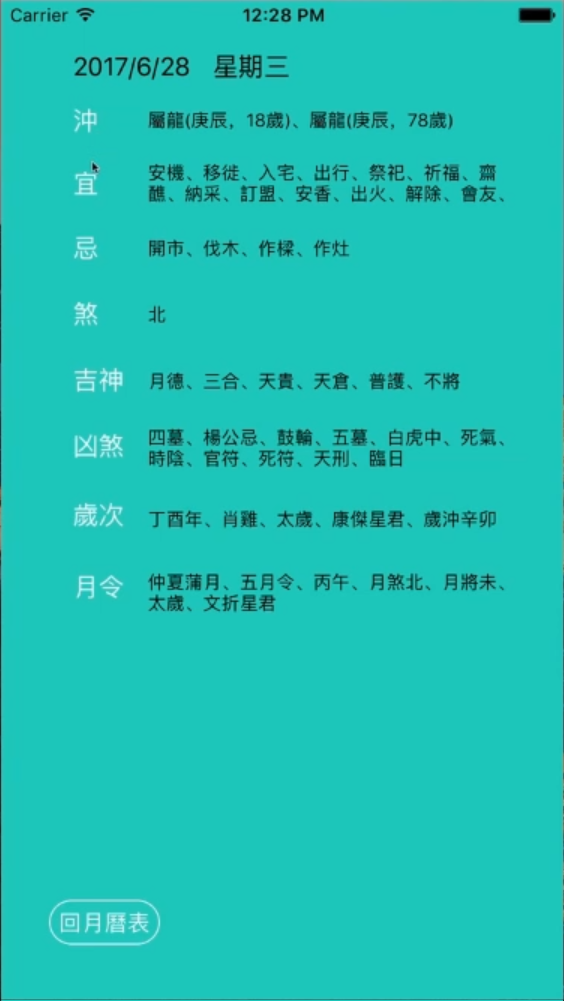 Carrier 12:28 PM
2017/6/28 星期三
沖 屬龍(庚辰，18歲)、屬龍(庚辰，78歲)
宜 安機、移徙、入宅、出行、祭祀、祈福、齋
醮、納采、訂盟、安香、出火、解除、會友、
忌 開市、伐木、作樑、作灶
煞 北
吉神 月德、三合、天貴、天倉、普護、不將
凶煞 四墓、楊公忌、鼓輪、五墓、白虎中、死氣、
時陰、官符、死符、天刑、臨日
歲次 丁酉年、肖雞、太歲、康傑星君、歲沖辛卯
月令 仲夏蒲月、五月令、丙午、月煞北、月將未、
太歲、文折星君
回月曆表